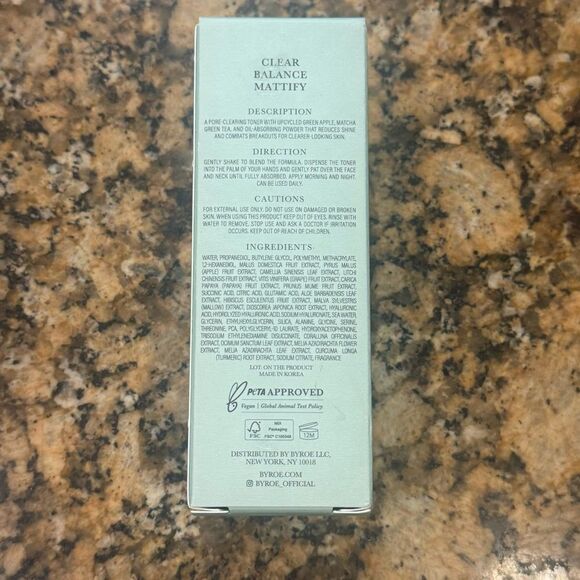 CLEAR
BALANCE
MATTIFY
DESCRIPTION
A PORE-CLEARING TONER WITH UPCYCLED GREEN APPLE, MATCHA
GREEN TEA, AND OIL-ABSORBING POWDER THAT REDUCES SHINE
AND COMBATS BREAKOUTS FOR CLEARER-LOOKING SKIN.
DIRECTION
GENTLY SHAKE TO BLEND THE FORMULA. DISPENSE THE TONER
INTO THE PALM OF YOUR HANDS AND GENTLY PAT OVER THE FACE
AND NECK UNTIL FULLY ABSORBED. APPLY MORNING AND NIGHT.
CAN BE USED DAILY.
CAUTIONS
FOR EXTERNAL USE ONLY. DO NOT USE ON DAMAGED OR BROKEN
SKIN. WHEN USING THIS PRODUCT KEEP OUT OF EYES. RINSE WITH
WATER TO REMOVE. STOP USE AND ASK A DOCTOR IF IRRITATION
OCCURS. KEEP OUT OF REACH OF CHILDREN.
INGREDIENTS
WATER, PROPANEDIOL, BUTYLENE GLYCOL, POLYMETHYL METHACRYLATE,
1,2-HEXANEDIOL, MALUS DOMESTICA FRUIT EXTRACT, PYRUS MALUS
(APPLE) FRUIT EXTRACT, CAMELLIA SINENSIS LEAF EXTRACT, LITCHI
CHINENSIS FRUIT EXTRACT, VITIS VINIFERA (GRAPE) FRUIT EXTRACT, CARICA
PAPAYA (PAPAYA) FRUIT EXTRACT, PRUNUS MUME FRUIT EXTRACT,
SUCCINIC ACID, CITRIC ACID, GLUTAMIC ACID, ALOE BARBADENSIS LEAF
EXTRACT, HIBISCUS ESCULENTUS FRUIT EXTRACT, MALVA SYLVESTRIS
(MALLOW) EXTRACT, DIOSCOREA JAPONICA ROOT EXTRACT, HYALURONIC
ACID, HYDROLYZED HYALURONIC ACID, SODIUM HYALURONATE, SEA WATER,
GLYCERIN, ETHYLHEXYLGLYCERIN, SILICA, ALANINE, GLYCINE, SERINE,
THREONINE, PCA, POLYGLYCERYL-10 LAURATE, HYDROXYACETOPHENONE,
TRISODIUM ETHYLENEDIAMINE DISUCCINATE, CORALLINA OFFICINALIS
EXTRACT, OCIMUM SANCTUM LEAF EXTRACT, MELIA AZADIRACHTA FLOWER
EXTRACT, MELIA AZADIRACHTA LEAF EXTRACT, CURCUMA LONGA
(TURMERIC) ROOT EXTRACT, SODIUM CITRATE, FRAGRANCE
LOT: ON THE PRODUCT
MADE IN KOREA
PETA APPROVED
Vegan | Global Animal Test Policy
FSC
MIX
Packaging
FSC® C105548
12M
DISTRIBUTED BY BYROE LLC,
NEW YORK, NY 10018
BYROE.COM
BYROE_OFFICIAL